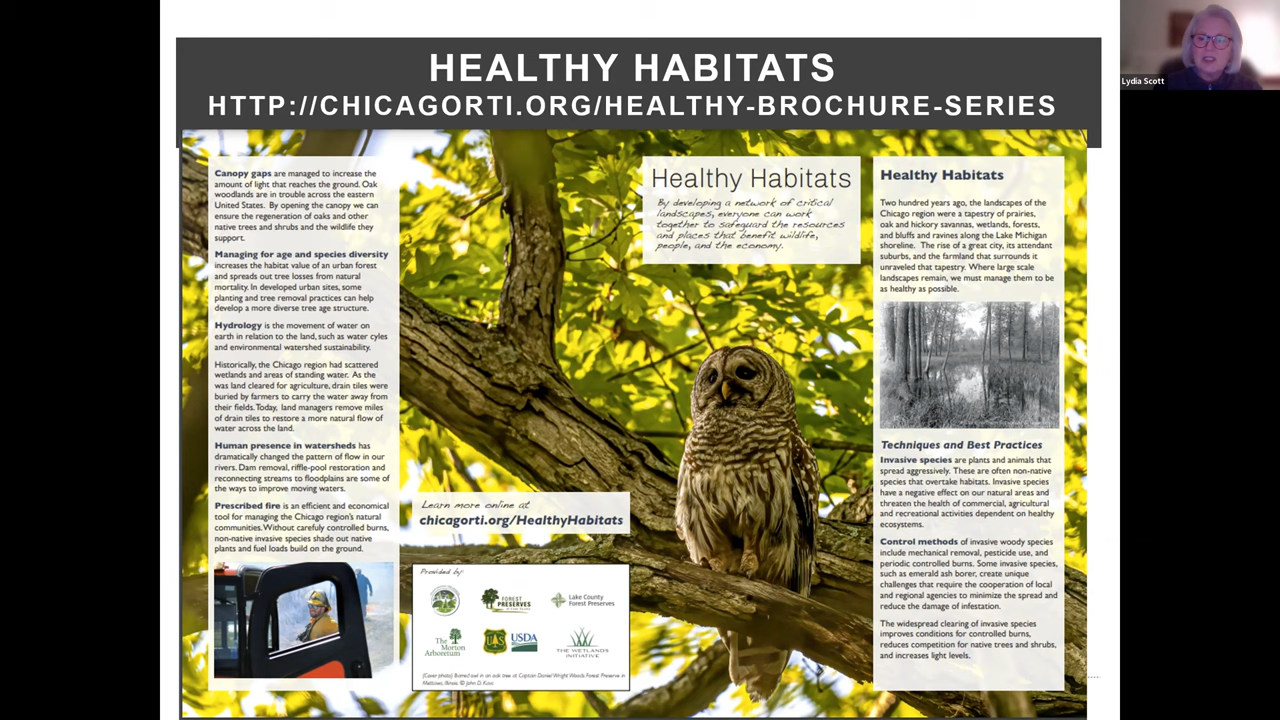 HEALTHY HABITATS
HTTP://CHICAGORTI.ORG/HEALTHY-BROCHURE-SERIES
Lydia Scott
Canopy gaps are managed to increase the
amount of light that reaches the ground. Oak
woodlands are in trouble across the eastern
United States. By opening the canopy we can
ensure the regeneration of oaks and other
native trees and shrubs and the wildlife they
support.
Managing for age and species diversity
increases the habitat value of an urban forest
and spreads out tree losses from natural
mortality. In developed urban sites, some
planting and tree removal practices can help
develop a more diverse tree age structure.
Hydrology is the movement of water on
earth in relation to the land, such as water cyles
and environmental watershed sustainability.
Historically, the Chicago region had scattered
wetlands and areas of standing water. As the
was land cleared for agriculture, drain tiles were
buried by farmers to carry the water away from
their fields. Today, land managers remove miles
of drain tiles to restore a more natural flow of
water across the land.
Human presence in watersheds has
dramatically changed the pattern of flow in our
rivers. Dam removal, riffle-pool restoration and
reconnecting streams to floodplains are some of
the ways to improve moving waters.
Prescribed fire is an efficient and economical
tool for managing the Chicago region's natural
communities. Without carefuly controlled burns,
non-native invasive species shade out native
plants and fuel loads build on the ground.
Learn more online at
chicagorti.org/HealthyHabitats
Provided by:
FOREST
PRESERVES
Lake County
Forest Preserves
The
Morton
Arboretum
UAS
USDA
THE WETLANDS
INITIATIVE
(Cover photo) Barred owl in an oak tree at Captain Daniel Wright Woods Forest Preserve in
Mettawa, Illinois. © John D. Kavc
Healthy Habitats
By developing a network of critical
landscapes, everyone can work
together to safeguard the resources
and places that benefit wildlife,
people, and the economy.
Healthy Habitats
Two hundred years ago, the landscapes of the
Chicago region were a tapestry of prairies,
oak and hickory savannas, wetlands, forests,
and bluffs and ravines along the Lake Michigan
shoreline. The rise of a great city, its attendant
suburbs, and the farmland that surrounds it
unraveled that tapestry. Where large scale
landscapes remain, we must manage them to be
as healthy as possible.
Techniques and Best Practices
Invasive species are plants and animals that
spread aggressively. These are often non-native
species that overtake habitats. Invasive species
have a negative effect on our natural areas and
threaten the health of commercial, agricultural
and recreational activities dependent on healthy
ecosystems.
Control methods of invasive woody species
include mechanical removal, pesticide use, and
periodic controlled burns. Some invasive species,
such as emerald ash borer, create unique
challenges that require the cooperation of local
and regional agencies to minimize the spread and
reduce the damage of infestation.
The widespread clearing of invasive species
improves conditions for controlled burns,
reduces competition for native trees and shrubs,
and increases light levels.